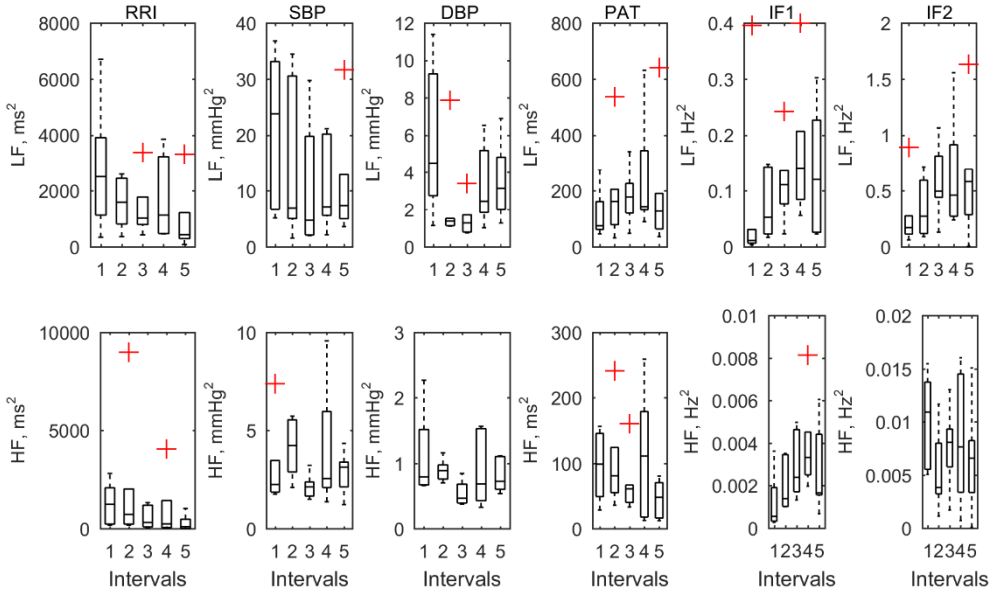 RRI
SBP
DBP
PAT
IF1
IF2
8000
6000
4000
2000
0
LF, ms2
1 2 3 4 5
40
30
20
10
0
LF, mmHg2
1 2 3 4 5
12
10
8
6
4
2
0
LF, mmHg2
1 2 3 4 5
800
600
400
200
0
LF, ms2
1 2 3 4 5
0.4
0.3
0.2
0.1
0
LF, Hz2
1 2 3 4 5
2
1.5
1
0.5
0
LF, Hz2
1 2 3 4 5
10000
5000
0
HF, ms2
1 2 3 4 5
Intervals
10
8
6
4
2
0
HF, mmHg2
1 2 3 4 5
Intervals
3
2
1
0
HF, mmHg2
1 2 3 4 5
Intervals
300
200
100
0
HF, ms2
1 2 3 4 5
Intervals
0.01
0.008
0.006
0.004
0.002
0
HF, Hz2
12345
Intervals
0.02
0.015
0.01
0.005
0
HF, Hz2
12345
Intervals